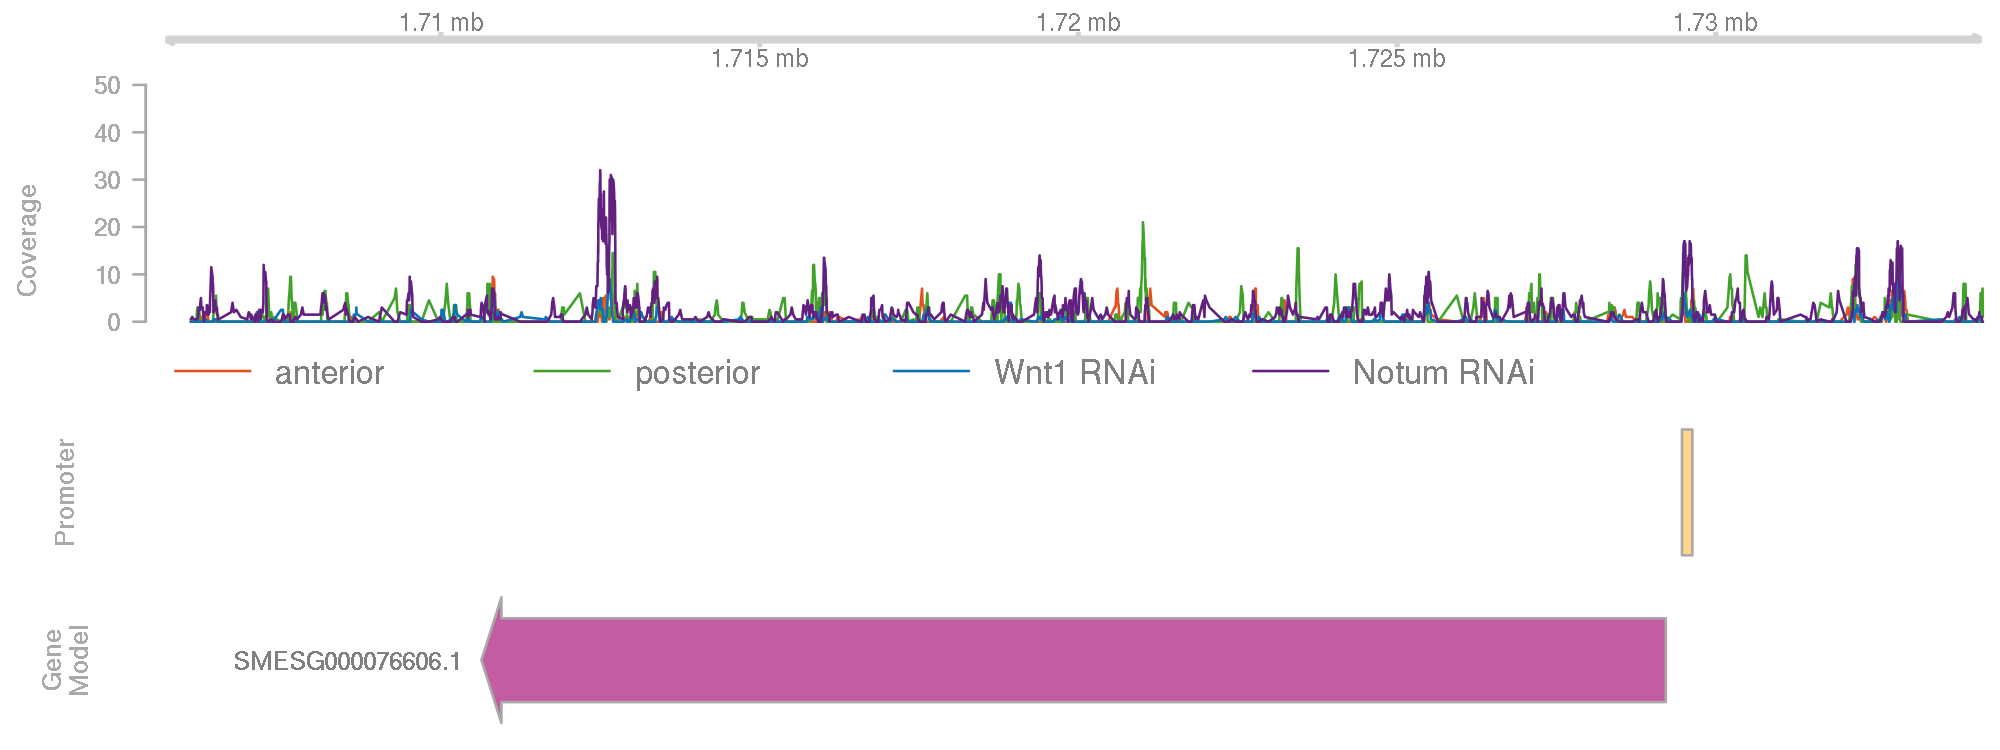 1.71 mb
1.72 mb
1.73 mb
1.715 mb
1.725 mb
50
40
30
20
10
0
Coverage
anterior
posterior
Wnt1 RNAi
Notum RNAi
Promoter
Gene
Model
SMESG000076606.1